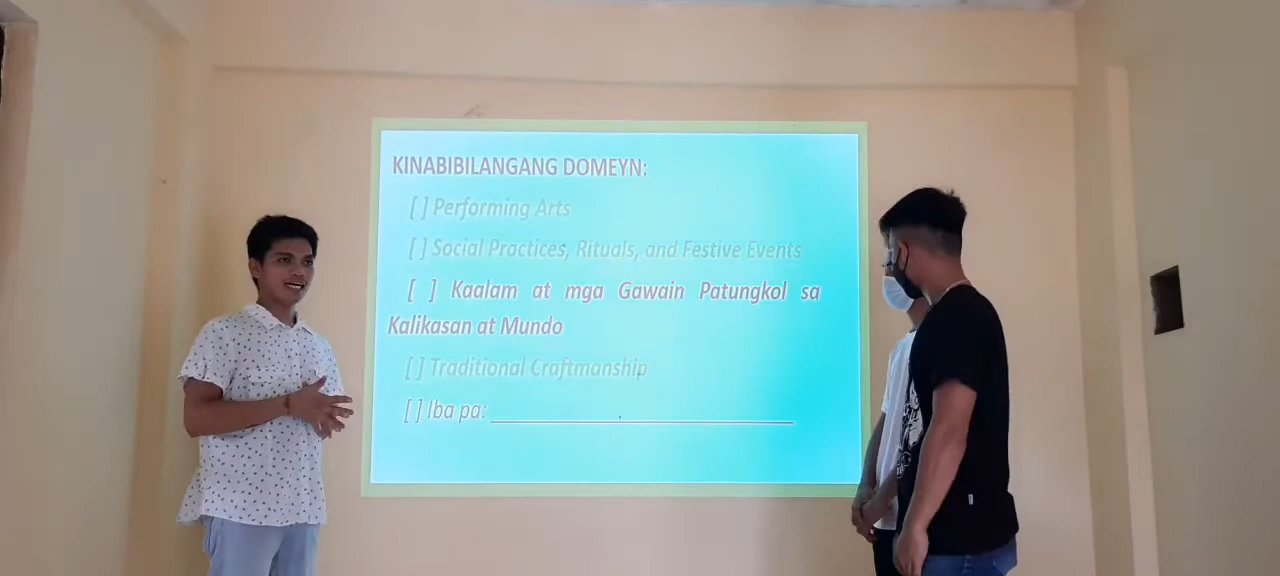 KINABIBILANGANG DOMEYN:
[ ] Performing Arts
[ ] Social Practices, Rituals, and Festive Events
[ ] Kaalam at mga Gawain Patungkol sa
Kalikasan at Mundo
[ ] Traditional Craftmanship
[ ] Iba pa: ____________________________